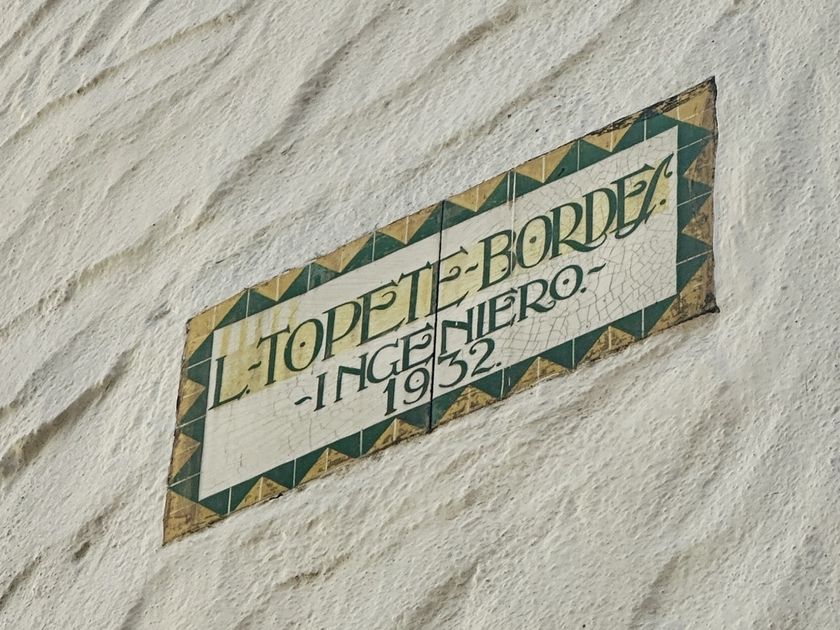 L.-TOPETE-BORDES.
-INGENIERO.-
1932.